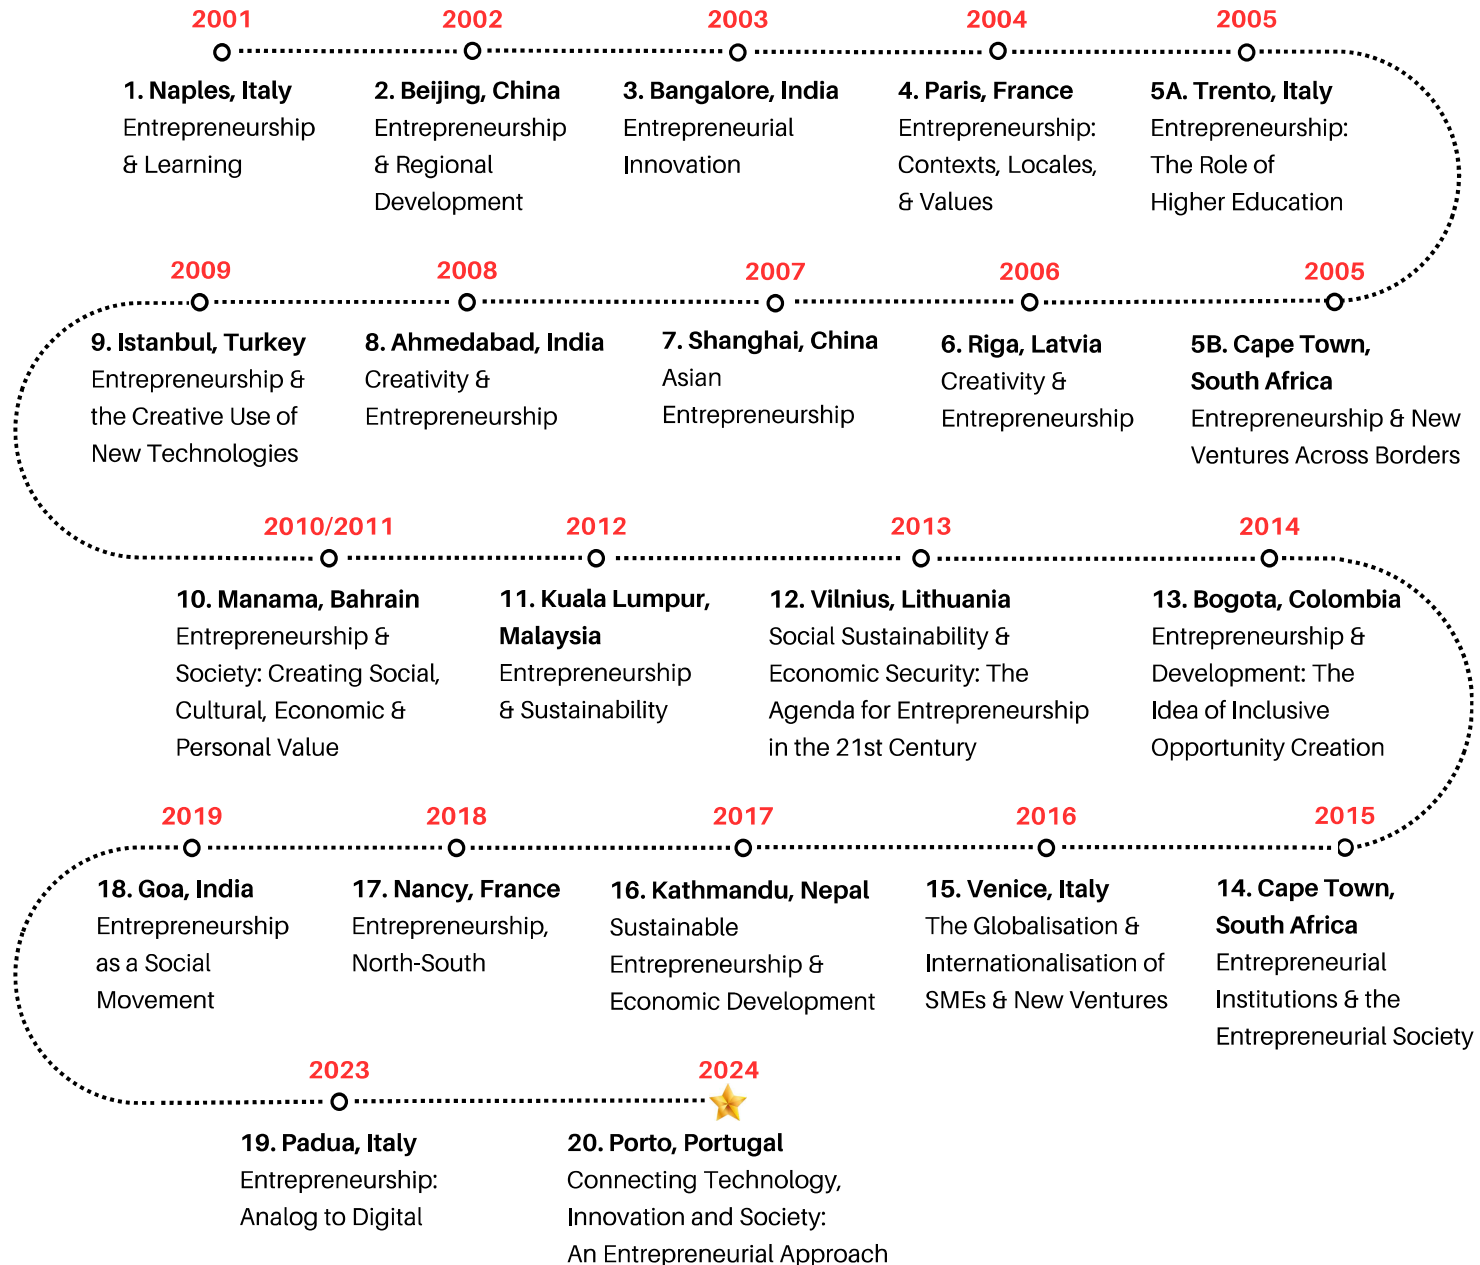 2001
1. Naples, Italy
Entrepreneurship
& Learning
2002
2. Beijing, China
Entrepreneurship
& Regional
Development
2003
3. Bangalore, India
Entrepreneurial
Innovation
2004
4. Paris, France
Entrepreneurship:
Contexts, Locales,
& Values
2005
5A. Trento, Italy
Entrepreneurship:
The Role of
Higher Education
2005
5B. Cape Town,
South Africa
Entrepreneurship & New
Ventures Across Borders
2006
6. Riga, Latvia
Creativity &
Entrepreneurship
2007
7. Shanghai, China
Asian
Entrepreneurship
2008
8. Ahmedabad, India
Creativity &
Entrepreneurship
2009
9. Istanbul, Turkey
Entrepreneurship &
the Creative Use of
New Technologies
2010/2011
10. Manama, Bahrain
Entrepreneurship &
Society: Creating Social,
Cultural, Economic &
Personal Value
2012
11. Kuala Lumpur,
Malaysia
Entrepreneurship
& Sustainability
2013
12. Vilnius, Lithuania
Social Sustainability &
Economic Security: The
Agenda for Entrepreneurship
in the 21st Century
2014
13. Bogota, Colombia
Entrepreneurship &
Development: The
Idea of Inclusive
Opportunity Creation
2015
14. Cape Town,
South Africa
Entrepreneurial
Institutions & the
Entrepreneurial Society
2016
15. Venice, Italy
The Globalisation &
Internationalisation of
SMEs & New Ventures
2017
16. Kathmandu, Nepal
Sustainable
Entrepreneurship &
Economic Development
2018
17. Nancy, France
Entrepreneurship,
North-South
2019
18. Goa, India
Entrepreneurship
as a Social
Movement
2023
19. Padua, Italy
Entrepreneurship:
Analog to Digital
2024
20. Porto, Portugal
Connecting Technology,
Innovation and Society:
An Entrepreneurial Approach